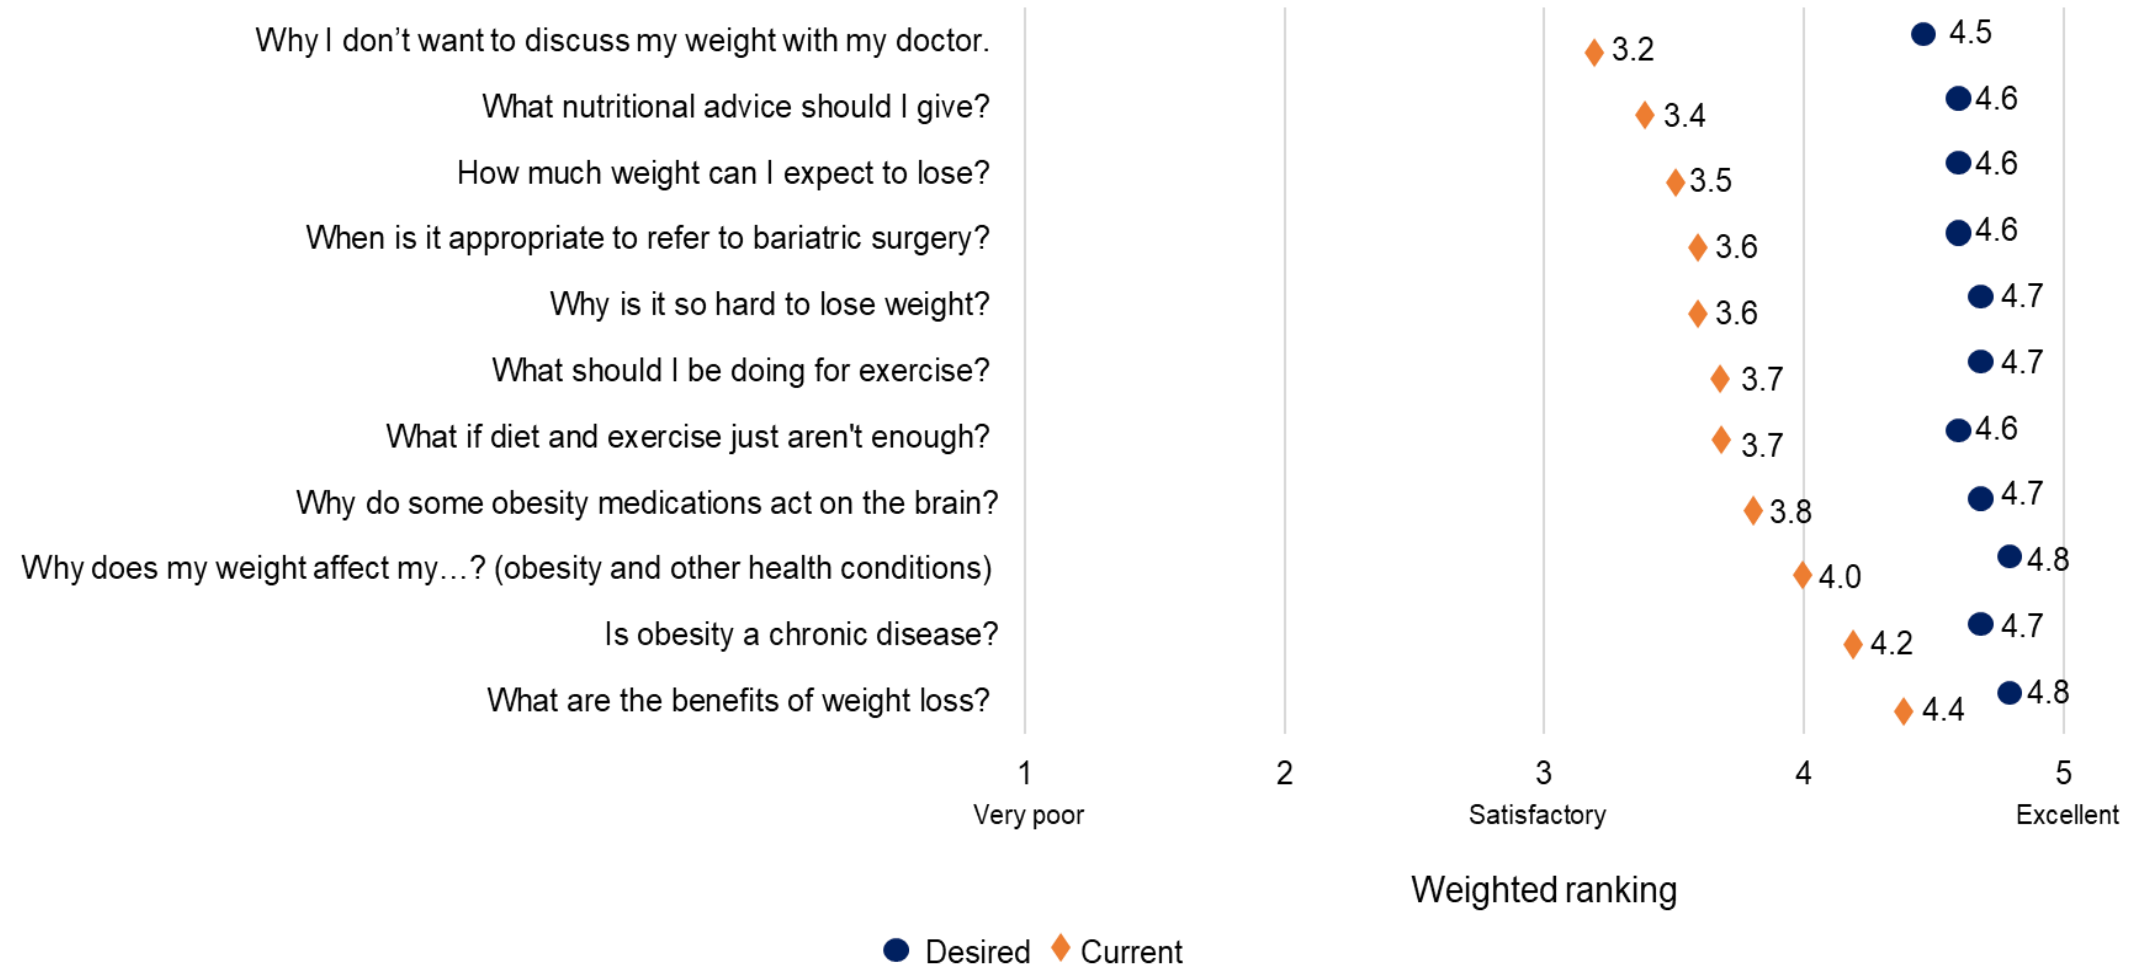 Why I don’t want to discuss my weight with my doctor. 3.2 4.5
What nutritional advice should I give? 3.4 4.6
How much weight can I expect to lose? 3.5 4.6
When is it appropriate to refer to bariatric surgery? 3.6 4.6
Why is it so hard to lose weight? 3.6 4.7
What should I be doing for exercise? 3.7 4.7
What if diet and exercise just aren't enough? 3.7 4.6
Why do some obesity medications act on the brain? 3.8 4.7
Why does my weight affect my…? (obesity and other health conditions) 4.0 4.8
Is obesity a chronic disease? 4.2 4.7
What are the benefits of weight loss? 4.4 4.8
1 2 3 4 5
Very poor Satisfactory Excellent
Weighted ranking
Desired Current